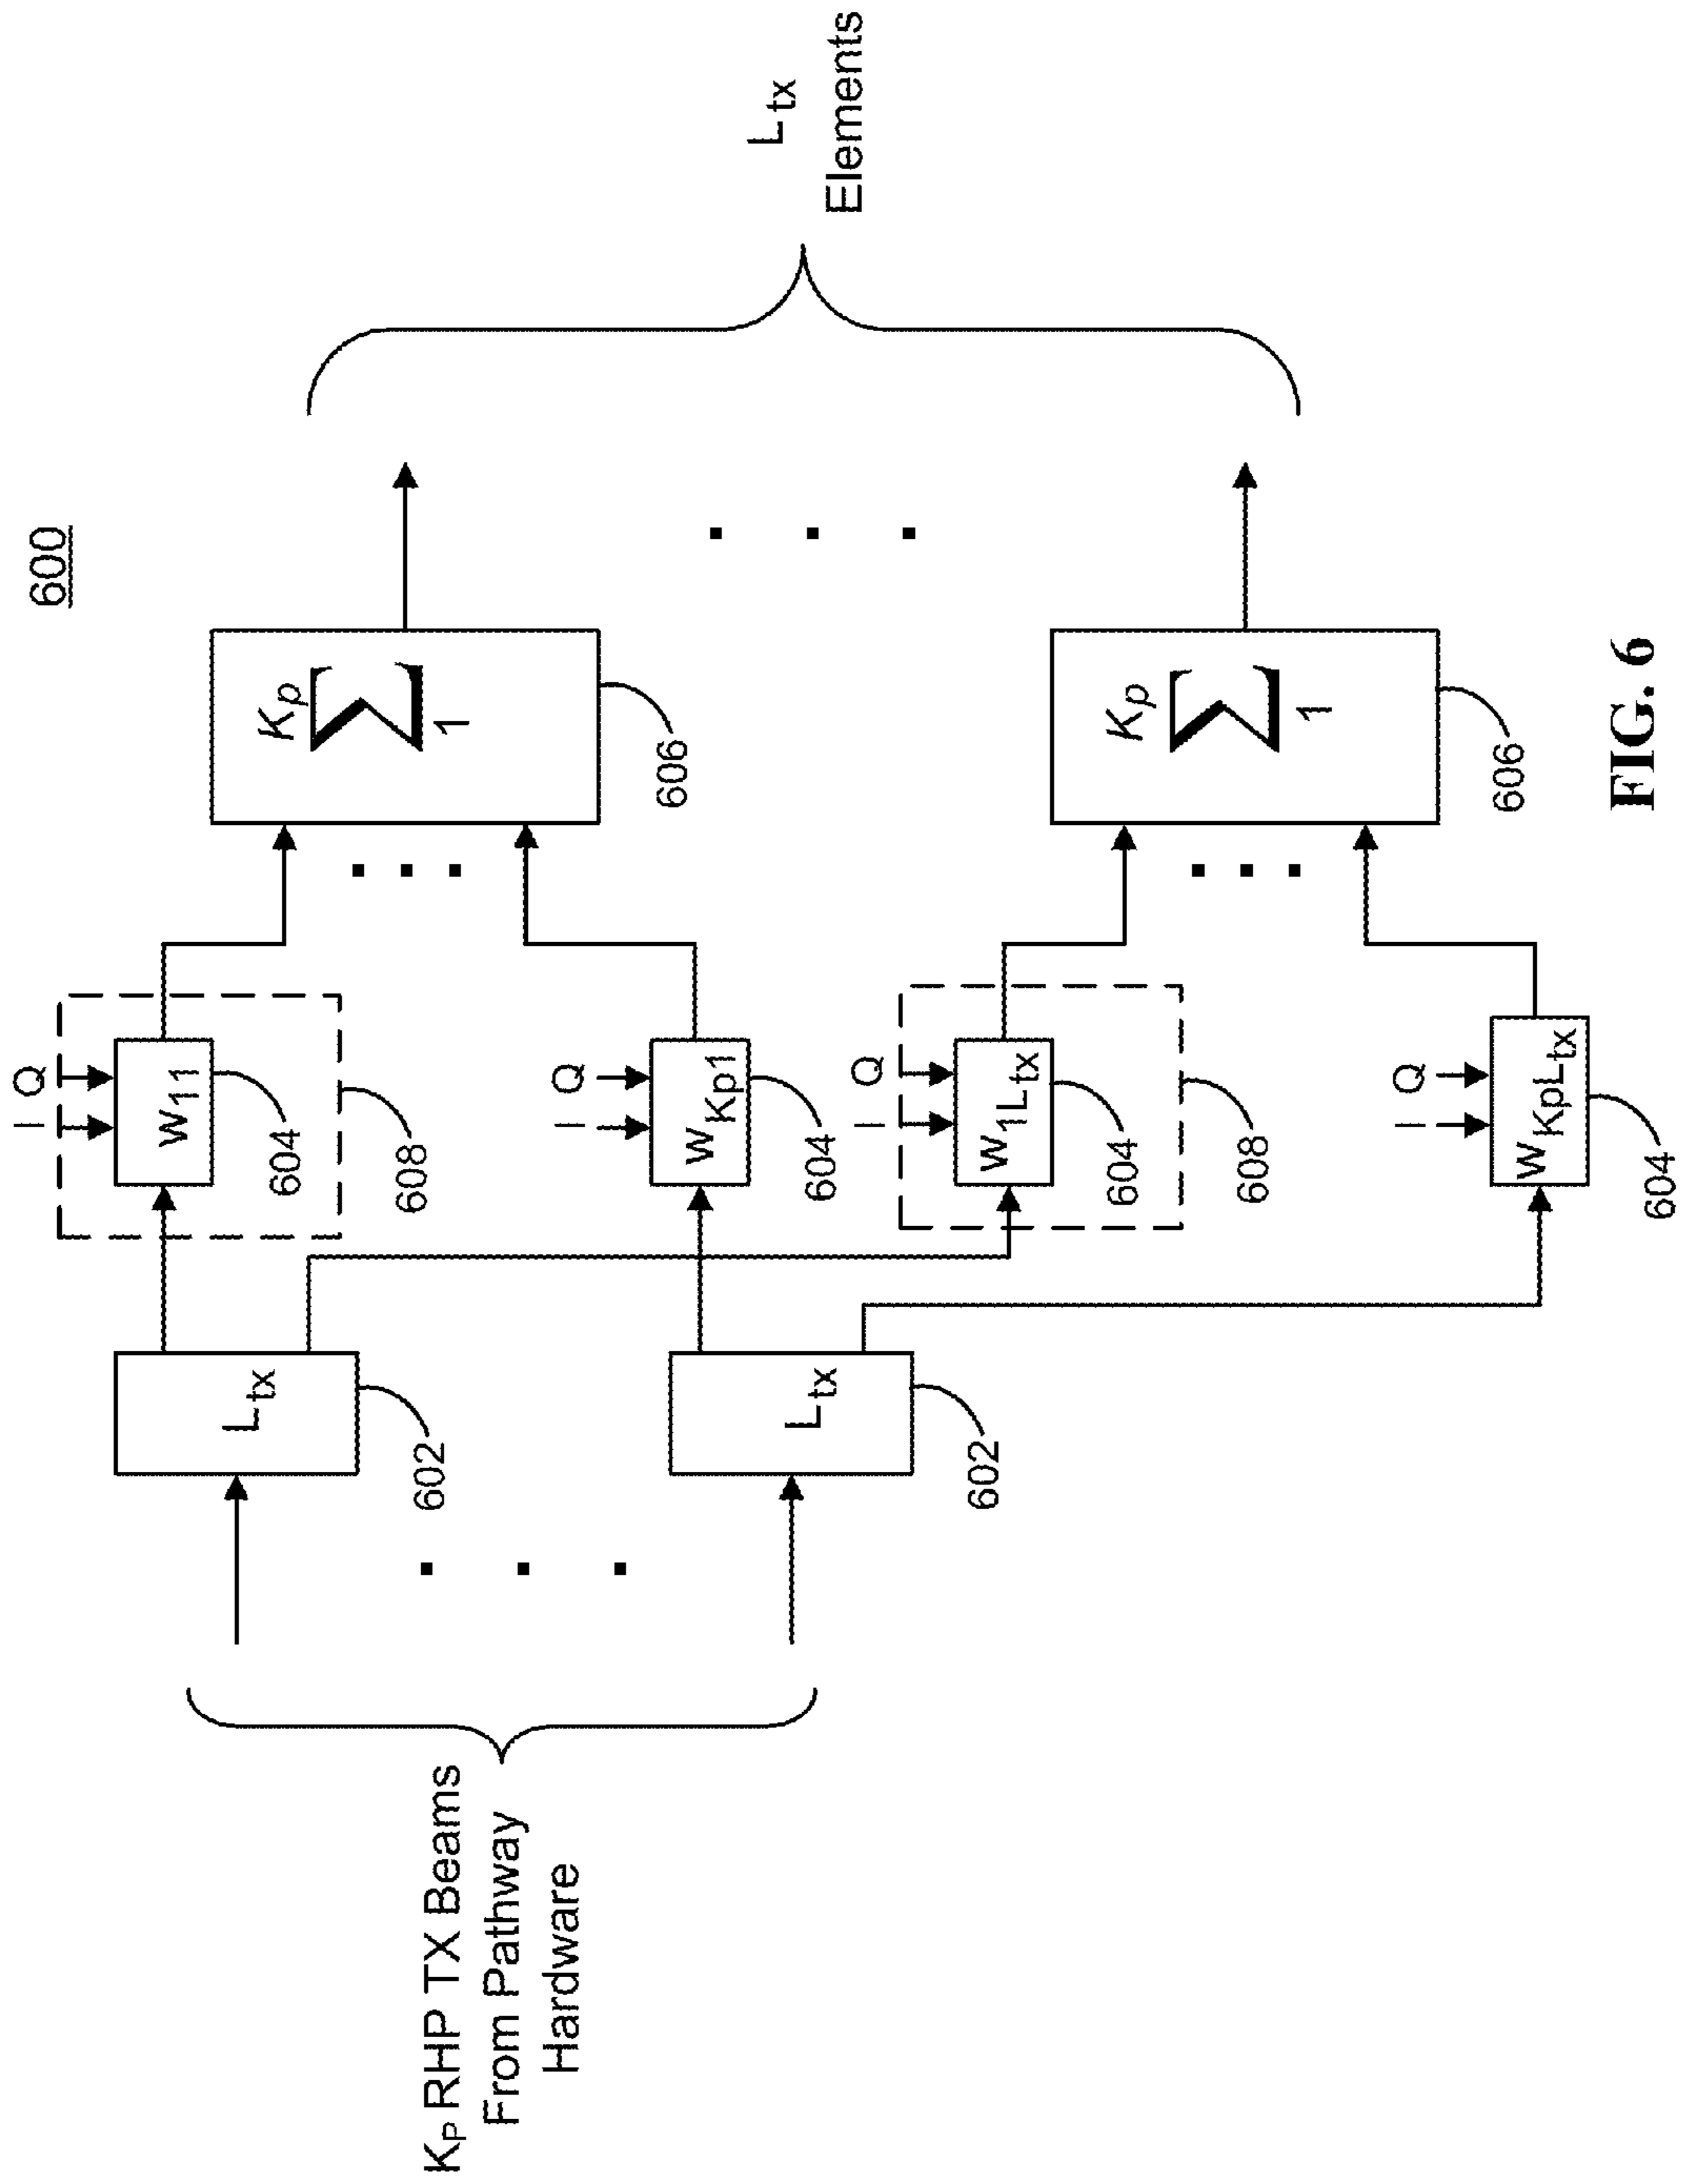 600
K_P RHP TX Beams
From Pathway
Hardware
L_tx
602
L_tx
602
I Q
W_11
604
608
I Q
W_Kp1
604
I Q
W_1L_tx
604
608
I Q
W_KpL_tx
604
K_p
∑
1
606
K_p
∑
1
606
L_tx
Elements
FIG. 6